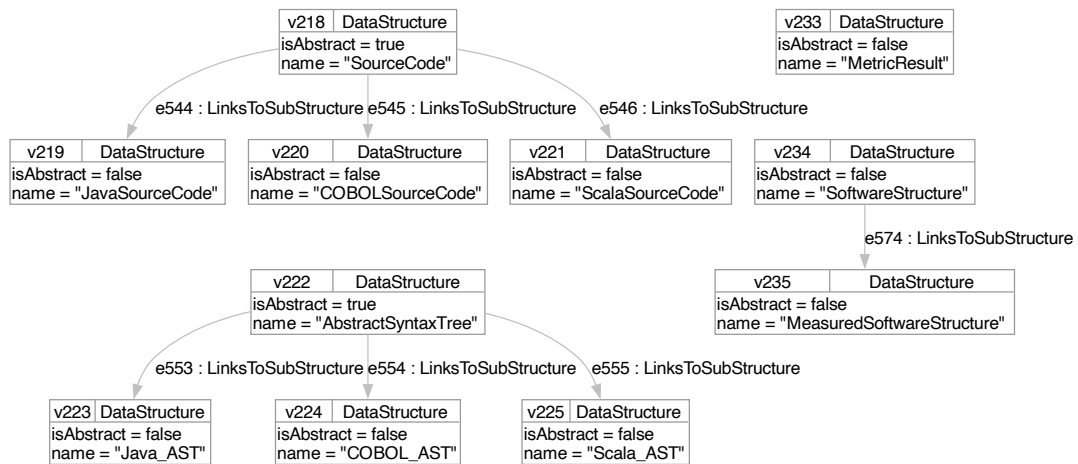 v218 DataStructure
isAbstract = true
name = "SourceCode"
v233 DataStructure
isAbstract = false
name = "MetricResult"
e544 : LinksToSubStructure
e545 : LinksToSubStructure
e546 : LinksToSubStructure
v219 DataStructure
isAbstract = false
name = "JavaSourceCode"
v220 DataStructure
isAbstract = false
name = "COBOLSourceCode"
v221 DataStructure
isAbstract = false
name = "ScalaSourceCode"
v234 DataStructure
isAbstract = false
name = "SoftwareStructure"
e574 : LinksToSubStructure
v222 DataStructure
isAbstract = true
name = "AbstractSyntaxTree"
v235 DataStructure
isAbstract = false
name = "MeasuredSoftwareStructure"
e553 : LinksToSubStructure
e554 : LinksToSubStructure
e555 : LinksToSubStructure
v223 DataStructure
isAbstract = false
name = "Java_AST"
v224 DataStructure
isAbstract = false
name = "COBOL_AST"
v225 DataStructure
isAbstract = false
name = "Scala_AST"